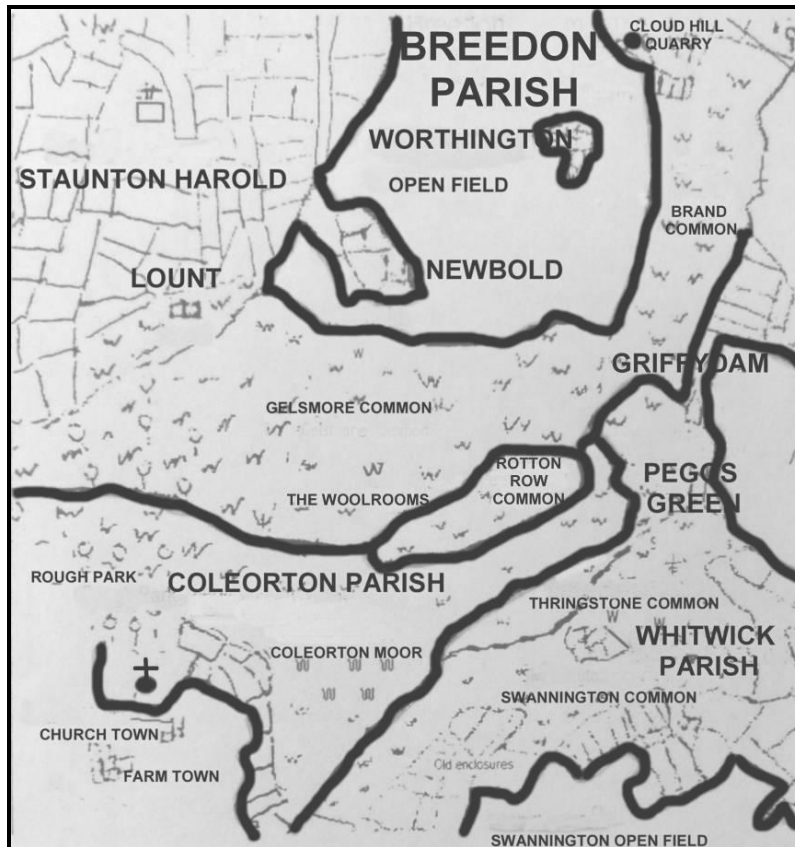 CLOUD HILL
QUARRY
BREEDON
PARISH
WORTHINGTON
STAUNTON HAROLD
OPEN FIELD
BRAND
COMMON
LOUNT
NEWBOLD
GRIFFYDAM
GELSMORE COMMON
ROTTON
ROW
COMMON
PEGGS
GREEN
THE WOOLROOMS
ROUGH PARK
COLEORTON PARISH
THRINGSTONE COMMON
WHITWICK
PARISH
COLEORTON MOOR
SWANNINGTON COMMON
CHURCH TOWN
FARM TOWN
Old enclosures
SWANNINGTON OPEN FIELD